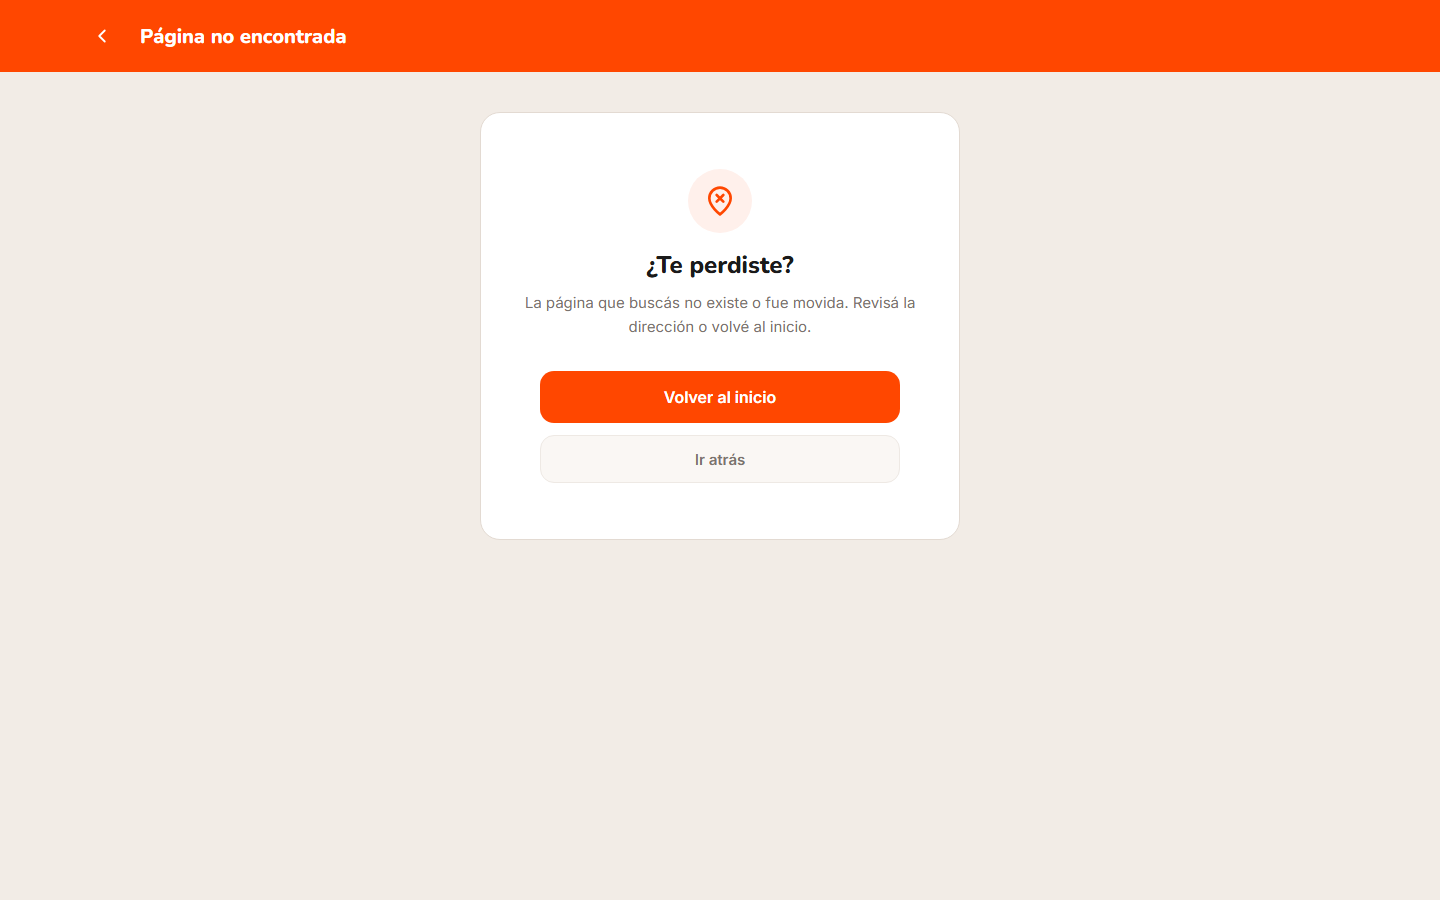 Página no encontrada
¿Te perdiste?
La página que buscás no existe o fue movida. Revisá la
dirección o volvé al inicio.
Volver al inicio
Ir atrás